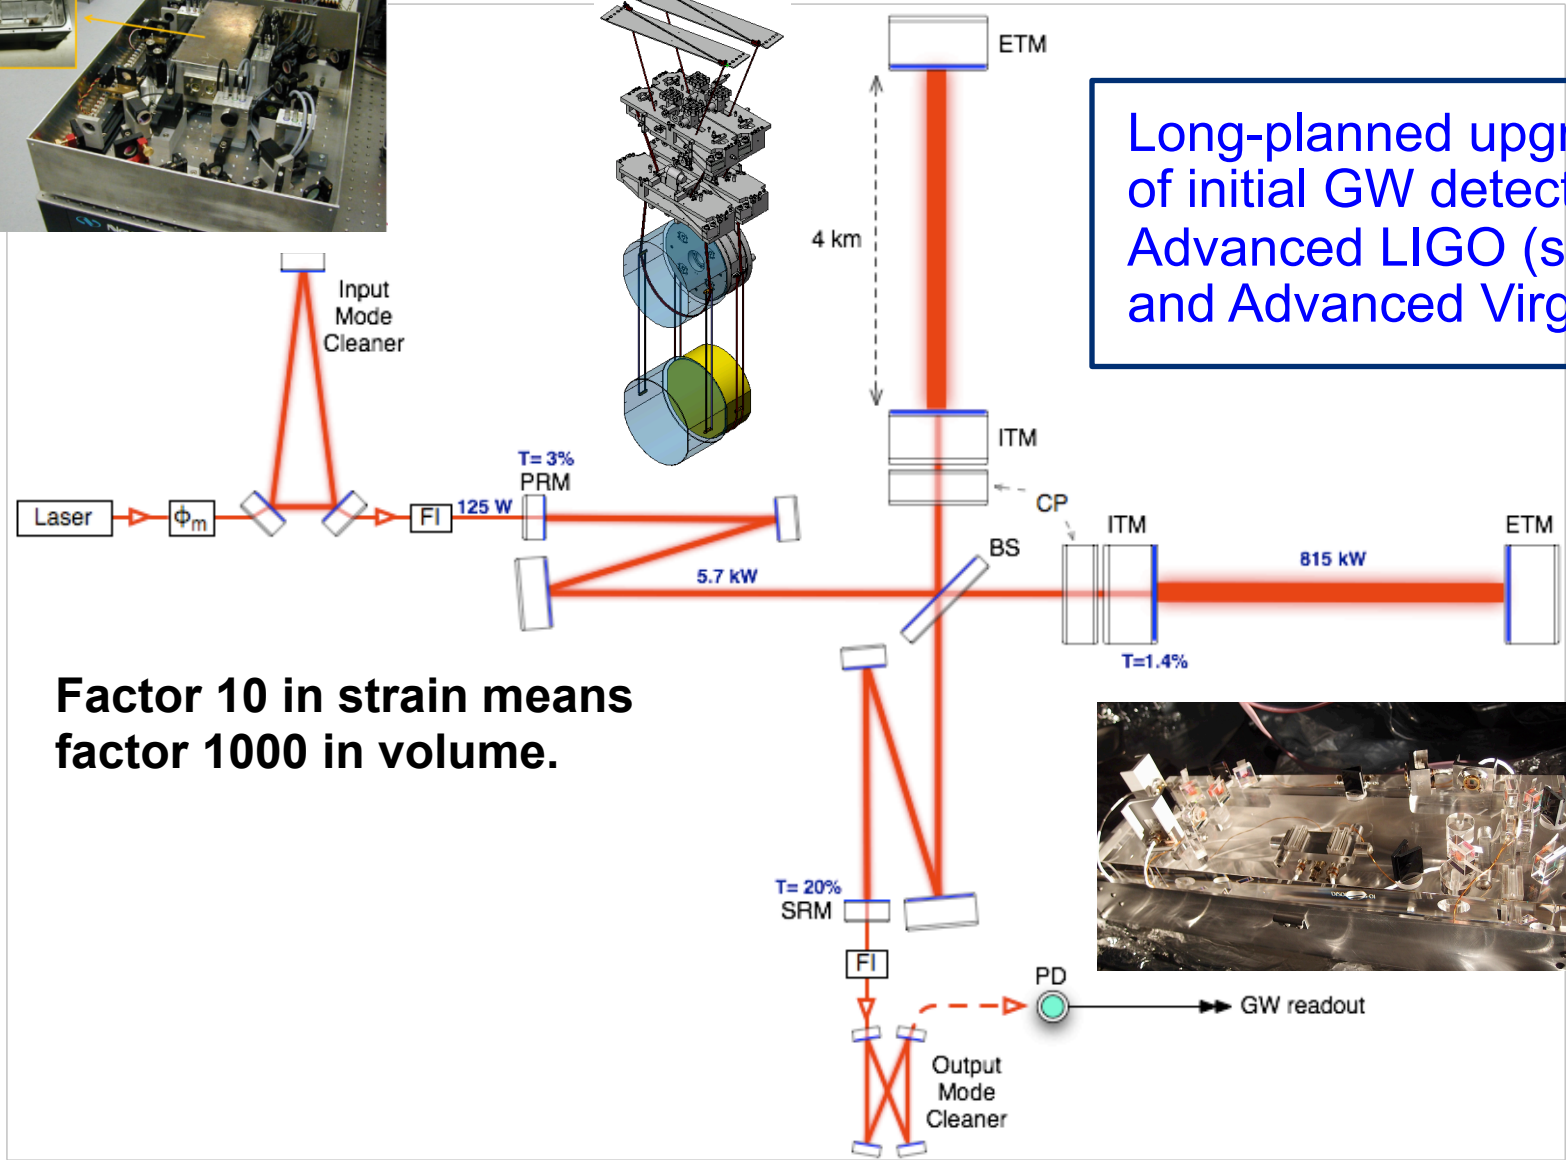 ETM
Long-planned upgr
of initial GW detect
Advanced LIGO (s
and Advanced Virg
4 km
Input
Mode
Cleaner
ITM
T= 3%
PRM
CP
Laser
Φm
FI
125 W
ITM
ETM
BS
815 kW
5.7 kW
T=1.4%
Factor 10 in strain means
factor 1000 in volume.
T= 20%
SRM
FI
PD
GW readout
Output
Mode
Cleaner